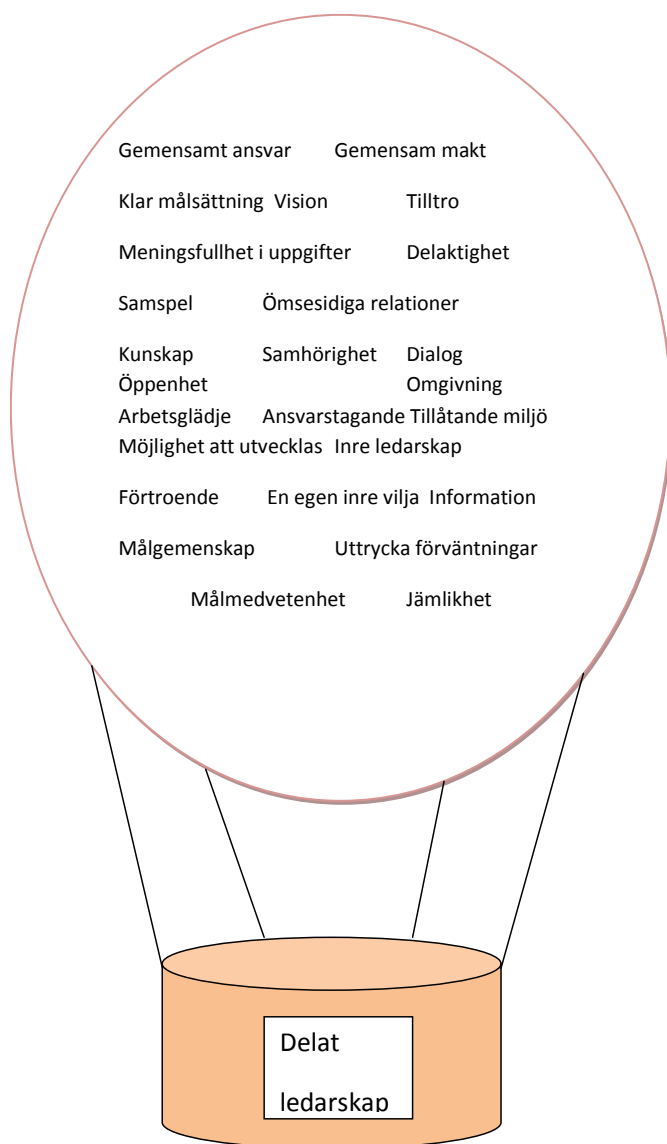 Gemensamt ansvar Gemensam makt
Klar målsättning Vision Tilltro
Meningsfullhet i uppgifter Delaktighet
Samspel Ömsesidiga relationer
Kunskap Samhörighet Dialog
Öppenhet Omgivning
Arbetsglädje Ansvarstagande Tillåtande miljö
Möjlighet att utvecklas Inre ledarskap
Förtroende En egen inre vilja Information
Målgemenskap Uttrycka förväntningar
Målmedvetenhet Jämlikhet
Delat
ledarskap